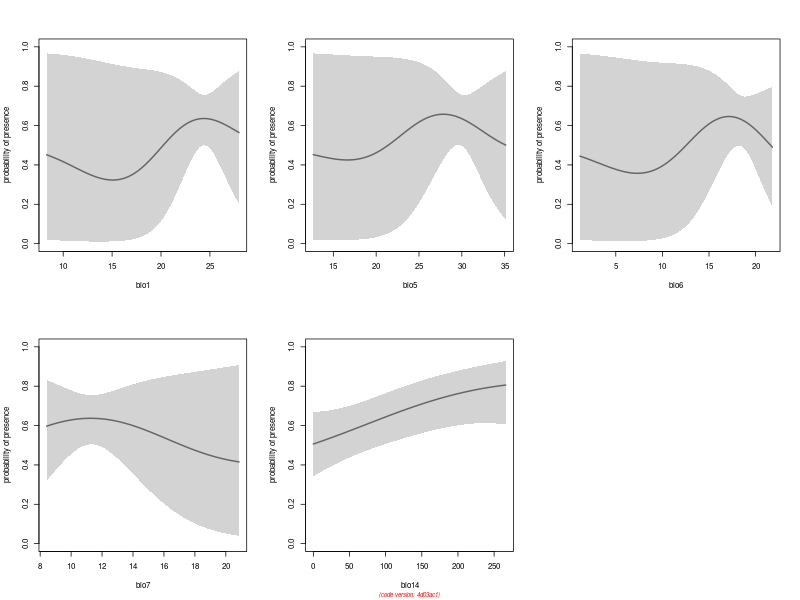 probability of presence
0.0 0.2 0.4 0.6 0.8 1.0
10 15 20 25
bio1
probability of presence
0.0 0.2 0.4 0.6 0.8 1.0
15 20 25 30 35
bio5
probability of presence
0.0 0.2 0.4 0.6 0.8 1.0
5 10 15 20
bio6
probability of presence
0.0 0.2 0.4 0.6 0.8 1.0
8 10 12 14 16 18 20
bio7
probability of presence
0.0 0.2 0.4 0.6 0.8 1.0
0 50 100 150 200 250
bio14
(code version: 4d03ac1)